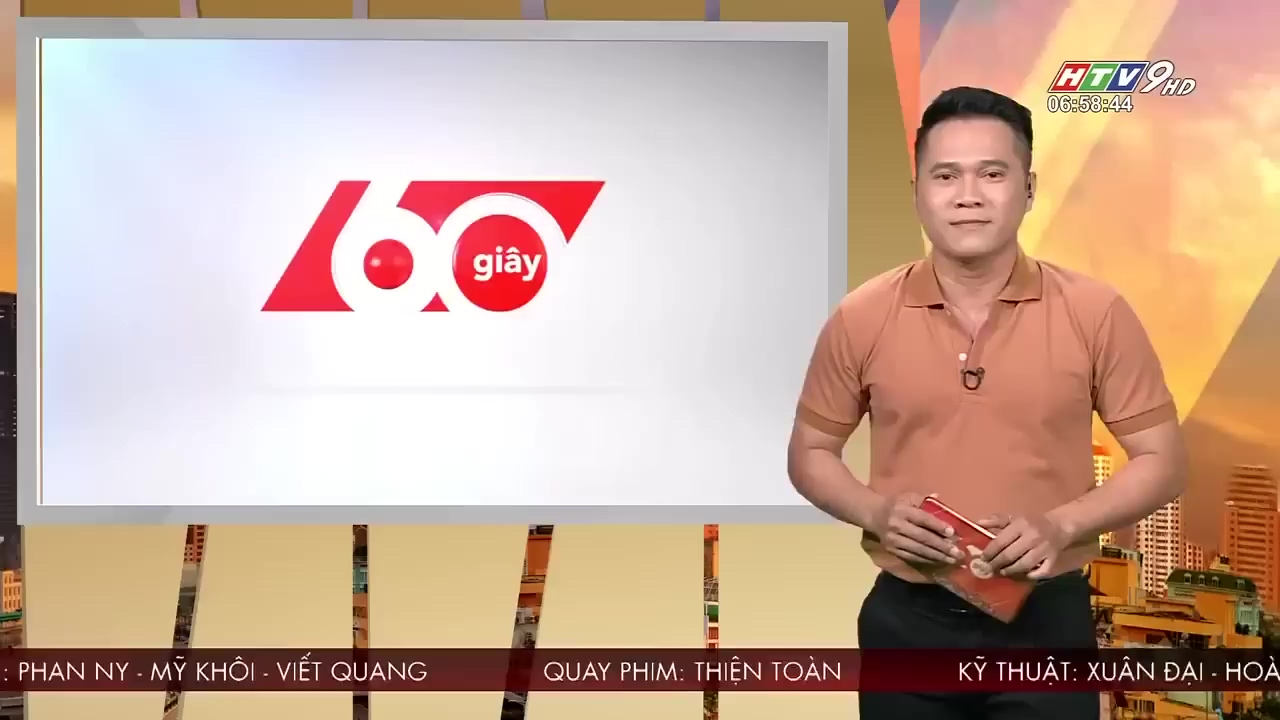 HTV9HD
06:58:44
60
giây
: PHAN NY - MỸ KHÔI - VIẾT QUANG QUAY PHIM: THIỆN TOÀN KỸ THUẬT: XUÂN ĐẠI - HOÀ